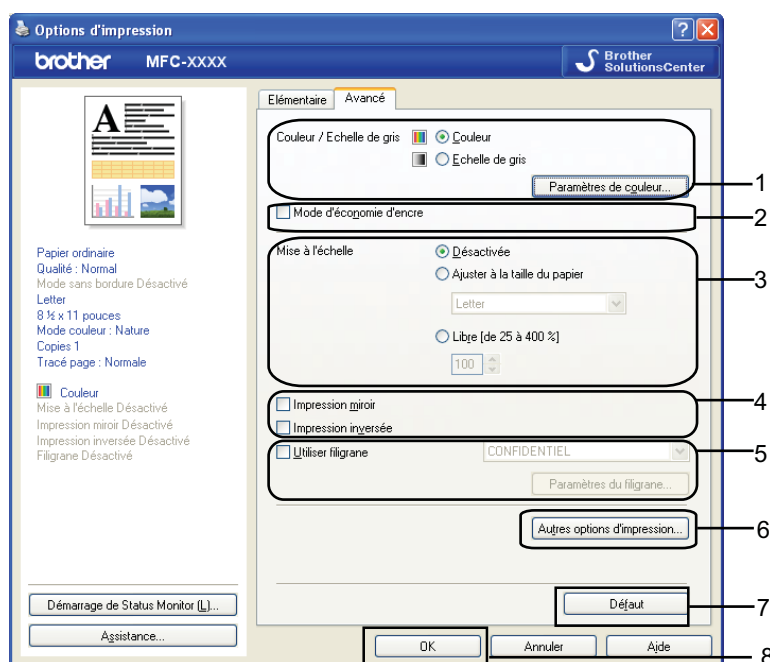 Options d'impression
brother MFC-XXXX
Brother
SolutionsCenter
Elémentaire Avancé
A
Couleur / Echelle de gris
Couleur
Echelle de gris
Paramètres de couleur...
1
Mode d'économie d'encre
2
Mise à l'échelle
Désactivée
Ajuster à la taille du papier
Letter
Libre [de 25 à 400 %]
100
3
Impression miroir
Impression inversée
4
Utiliser filigrane
CONFIDENTIEL
Paramètres du filigrane...
5
Autres options d'impression...
6
Défaut
7
Papier ordinaire
Qualité : Normal
Mode sans bordure Désactivé
Letter
8 ½ x 11 pouces
Mode couleur : Nature
Copies 1
Tracé page : Normale
Couleur
Mise à l'échelle Désactivé
Impression miroir Désactivé
Impression inversée Désactivé
Filigrane Désactivé
Démarrage de Status Monitor (L)...
Assistance...
OK Annuler Aide
8